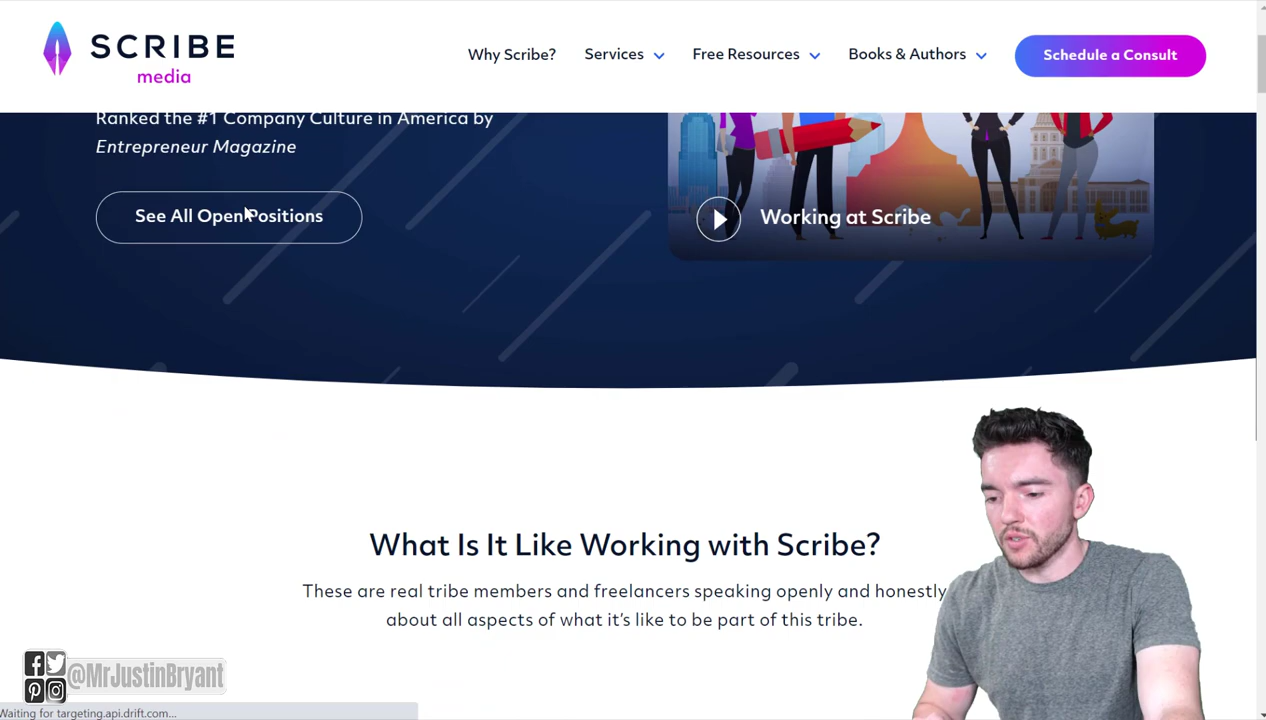 SCRIBE
media
Why Scribe?
Services
Free Resources
Books & Authors
Schedule a Consult
Ranked the #1 Company Culture in America by
Entrepreneur Magazine
See All Open Positions
Working at Scribe
What Is It Like Working with Scribe?
These are real tribe members and freelancers speaking openly and honestly
about all aspects of what it's like to be part of this tribe.
@MrJustinBryant
Waiting for targeting.api.drift.com...